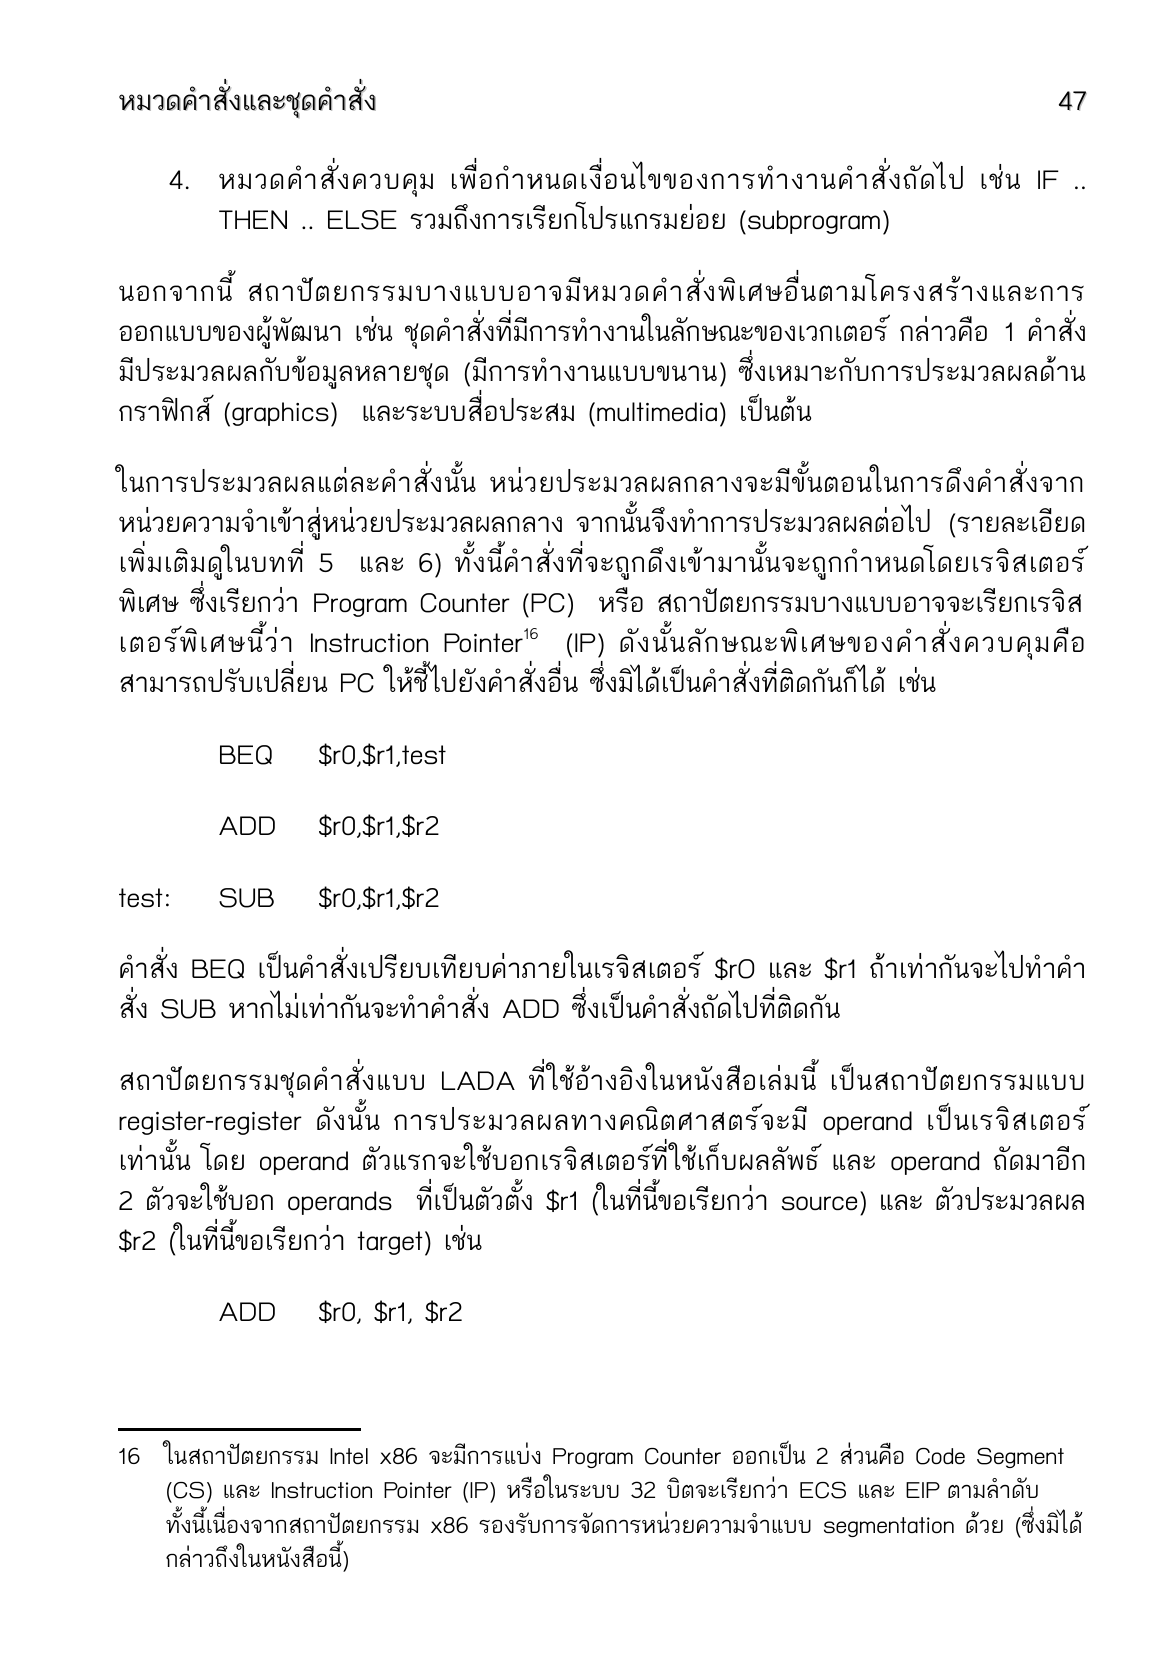 หมวดคำสั่งและชุดคำสั่ง 47
4. หมวดคำสั่งควบคุม เพื่อกำหนดเงื่อนไขของการทำงานคำสั่งถัดไป เช่น IF ..
THEN .. ELSE รวมถึงการเรียกโปรแกรมย่อย (subprogram)
นอกจากนี้ สถาปัตยกรรมบางแบบอาจมีหมวดคำสั่งพิเศษอื่นตามโครงสร้างและการ
ออกแบบของผู้พัฒนา เช่น ชุดคำสั่งที่มีการทำงานในลักษณะของเวกเตอร์ กล่าวคือ 1 คำสั่ง
มีประมวลผลกับข้อมูลหลายชุด (มีการทำงานแบบขนาน) ซึ่งเหมาะกับการประมวลผลด้าน
กราฟิกส์ (graphics) และระบบสื่อประสม (multimedia) เป็นต้น
ในการประมวลผลแต่ละคำสั่งนั้น หน่วยประมวลผลกลางจะมีขั้นตอนในการดึงคำสั่งจาก
หน่วยความจำเข้าสู่หน่วยประมวลผลกลาง จากนั้นจึงทำการประมวลผลต่อไป (รายละเอียด
เพิ่มเติมดูในบทที่ 5 และ 6) ทั้งนี้คำสั่งที่จะถูกดึงเข้ามานั้นจะถูกกำหนดโดยเรจิสเตอร์
พิเศษ ซึ่งเรียกว่า Program Counter (PC) หรือ สถาปัตยกรรมบางแบบอาจจะเรียกเรจิส
เตอร์พิเศษนี้ว่า Instruction Pointer16 (IP) ดังนั้นลักษณะพิเศษของคำสั่งควบคุมคือ
สามารถปรับเปลี่ยน PC ให้ชี้ไปยังคำสั่งอื่น ซึ่งมิได้เป็นคำสั่งที่ติดกันก็ได้ เช่น
BEQ $r0,$r1,test
ADD $r0,$r1,$r2
test: SUB $r0,$r1,$r2
คำสั่ง BEQ เป็นคำสั่งเปรียบเทียบค่าภายในเรจิสเตอร์ $r0 และ $r1 ถ้าเท่ากันจะไปทำคำ
สั่ง SUB หากไม่เท่ากันจะทำคำสั่ง ADD ซึ่งเป็นคำสั่งถัดไปที่ติดกัน
สถาปัตยกรรมชุดคำสั่งแบบ LADA ที่ใช้อ้างอิงในหนังสือเล่มนี้ เป็นสถาปัตยกรรมแบบ
register-register ดังนั้น การประมวลผลทางคณิตศาสตร์จะมี operand เป็นเรจิสเตอร์
เท่านั้น โดย operand ตัวแรกจะใช้บอกเรจิสเตอร์ที่ใช้เก็บผลลัพธ์ และ operand ถัดมาอีก
2 ตัวจะใช้บอก operands ที่เป็นตัวตั้ง $r1 (ในที่นี้ขอเรียกว่า source) และ ตัวประมวลผล
$r2 (ในที่นี้ขอเรียกว่า target) เช่น
ADD $r0, $r1, $r2
16 ในสถาปัตยกรรม Intel x86 จะมีการแบ่ง Program Counter ออกเป็น 2 ส่วนคือ Code Segment
(CS) และ Instruction Pointer (IP) หรือในระบบ 32 บิตจะเรียกว่า ECS และ EIP ตามลำดับ
ทั้งนี้เนื่องจากสถาปัตยกรรม x86 รองรับการจัดการหน่วยความจำแบบ segmentation ด้วย (ซึ่งมิได้
กล่าวถึงในหนังสือนี้)